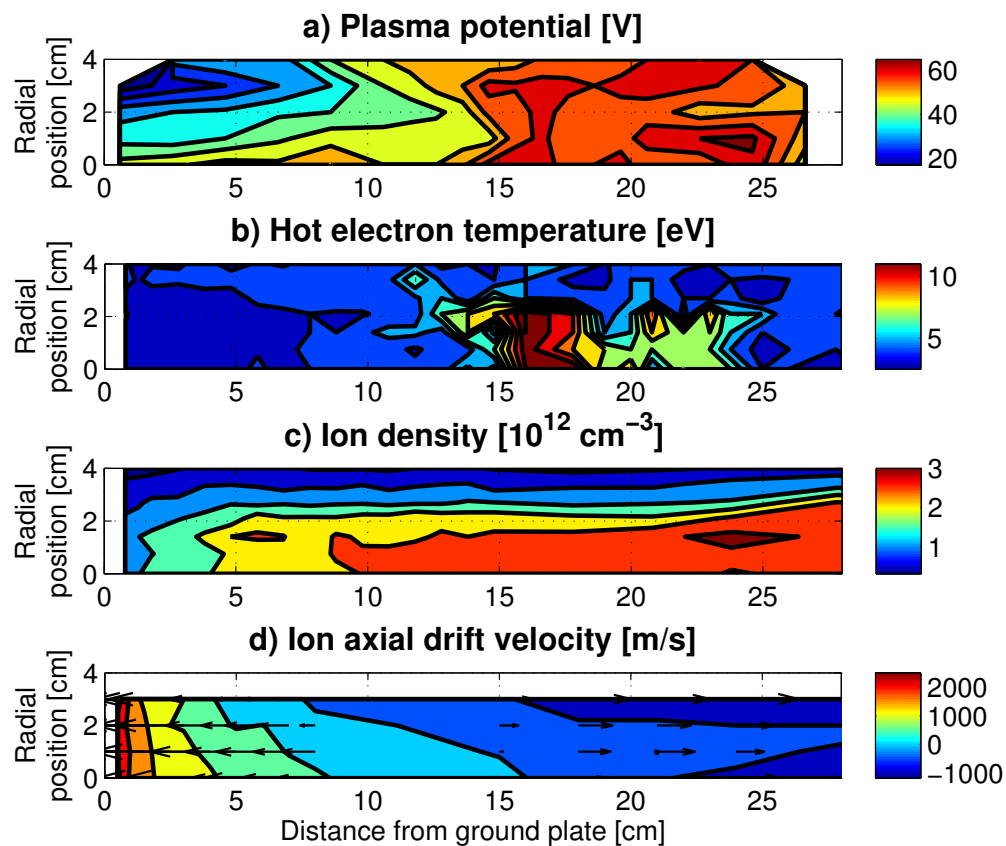 a) Plasma potential [V]
Radial
position [cm]
4
2
0
0 5 10 15 20 25
60
40
20
b) Hot electron temperature [eV]
Radial
position [cm]
4
2
0
0 5 10 15 20 25
10
5
c) Ion density [10^12 cm^−3]
Radial
position [cm]
4
2
0
0 5 10 15 20 25
3
2
1
d) Ion axial drift velocity [m/s]
Radial
position [cm]
4
2
0
0 5 10 15 20 25
2000
1000
0
−1000
Distance from ground plate [cm]